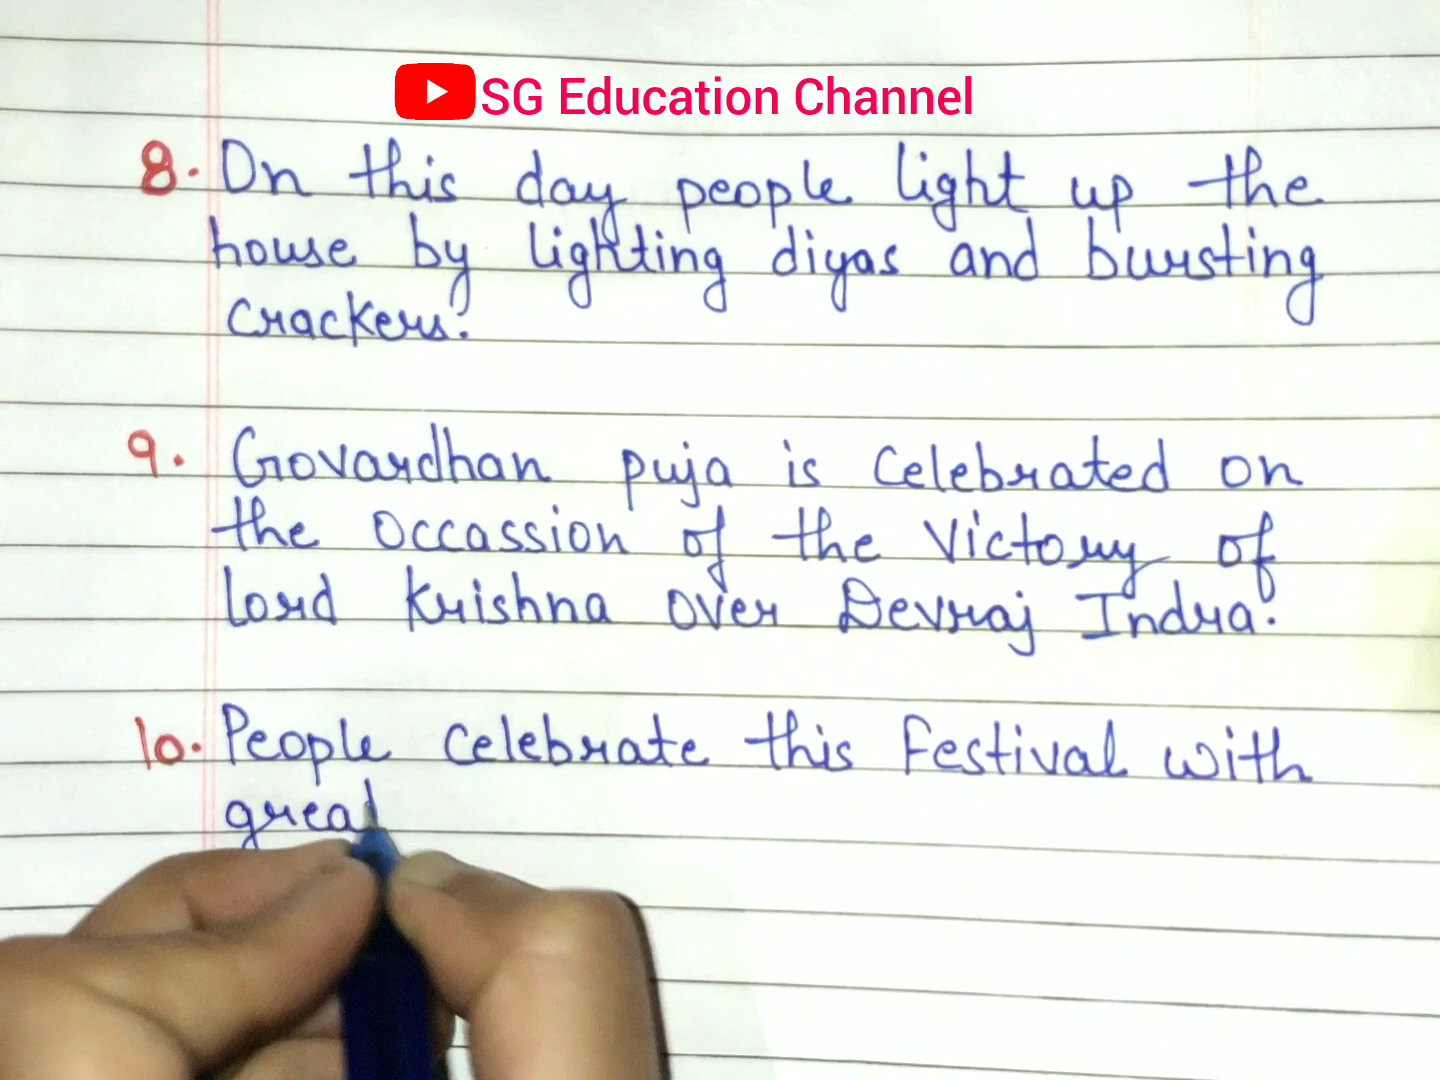 SG Education Channel
8. On this day people light up the
house by lighting diyas and bursting
crackers.
9. Govardhan puja is Celebrated on
the occassion of the victory of
Lord Krishna over Devraj Indra.
10. People celebrate this festival with
great